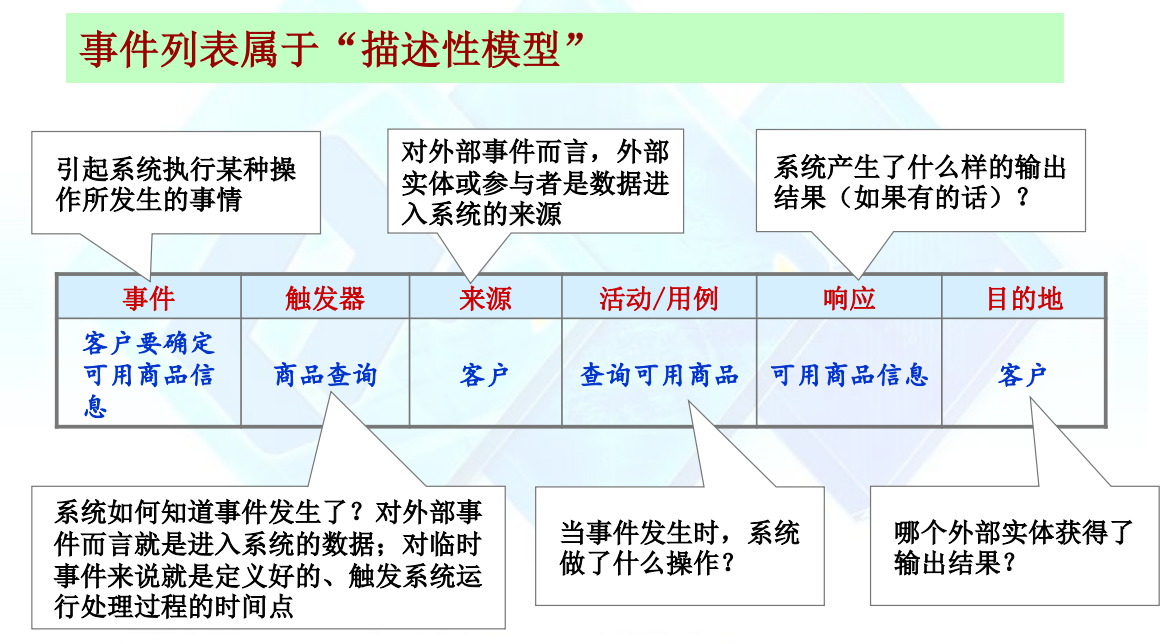 事件列表属于“描述性模型”
引起系统执行某种操
作所发生的事情
对外部事件而言，外部
实体或参与者是数据进
入系统的来源
系统产生了什么样的输出
结果（如果有的话）？
事件 触发器 来源 活动/用例 响应 目的地
客户要确定
可用商品信
息
商品查询
客户
查询可用商品
可用商品信息
客户
系统如何知道事件发生了？对外部事
件而言就是进入系统的数据；对临时
事件来说就是定义好的、触发系统运
行处理过程的时间点
当事件发生时，系统
做了什么操作？
哪个外部实体获得了
输出结果？